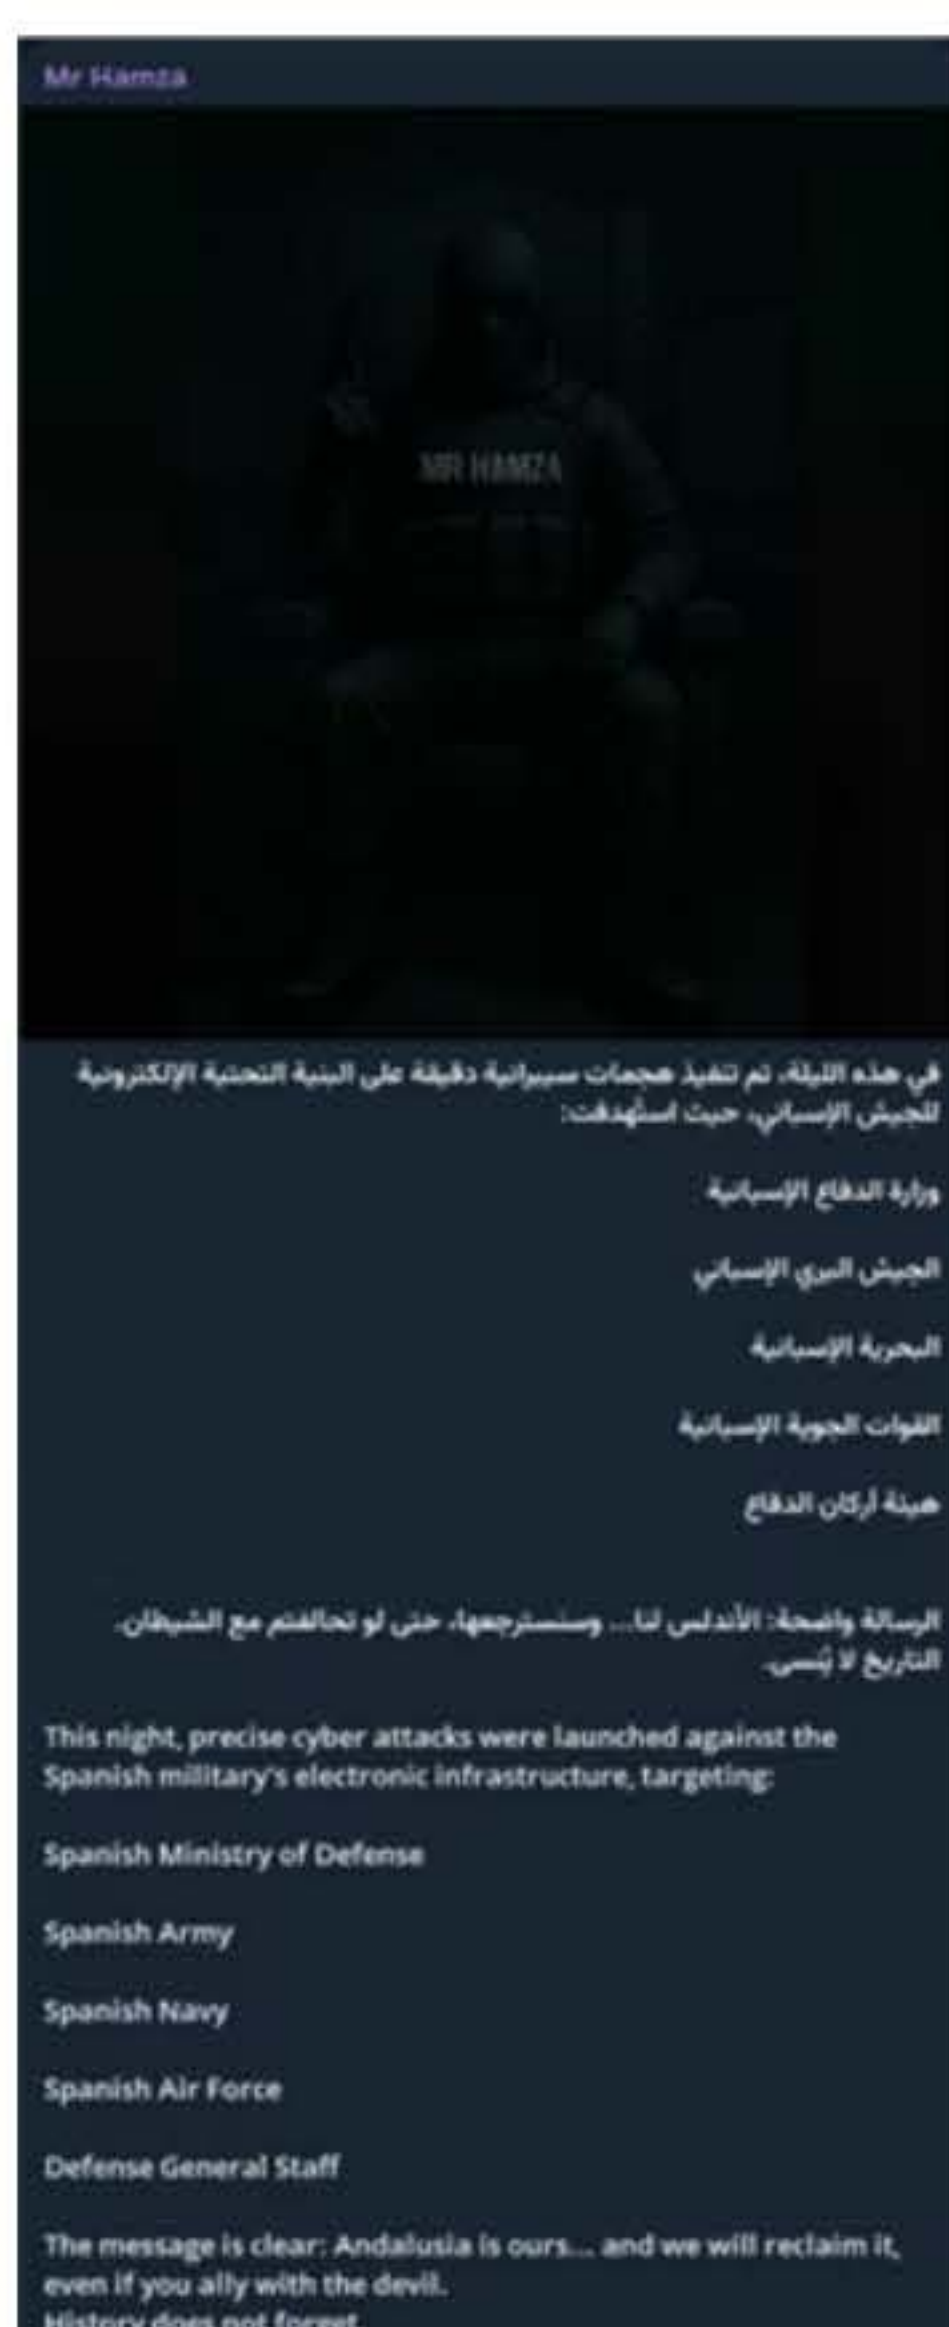 Mr Hamza
MR HAMZA
في هذه الليلة، تم تنفيذ هجمات سيبرانية دقيقة على البنية التحتية الإلكترونية
للجيش الإسباني، حيث استُهدفت:
وزارة الدفاع الإسبانية
الجيش البري الإسباني
البحرية الإسبانية
القوات الجوية الإسبانية
هيئة أركان الدفاع
الرسالة واضحة: الأندلس لنا... وسنسترجعها، حتى لو تحالفتم مع الشيطان.
التاريخ لا يُنسى.
This night, precise cyber attacks were launched against the
Spanish military's electronic infrastructure, targeting:
Spanish Ministry of Defense
Spanish Army
Spanish Navy
Spanish Air Force
Defense General Staff
The message is clear: Andalusia is ours... and we will reclaim it,
even if you ally with the devil.
History does not forget